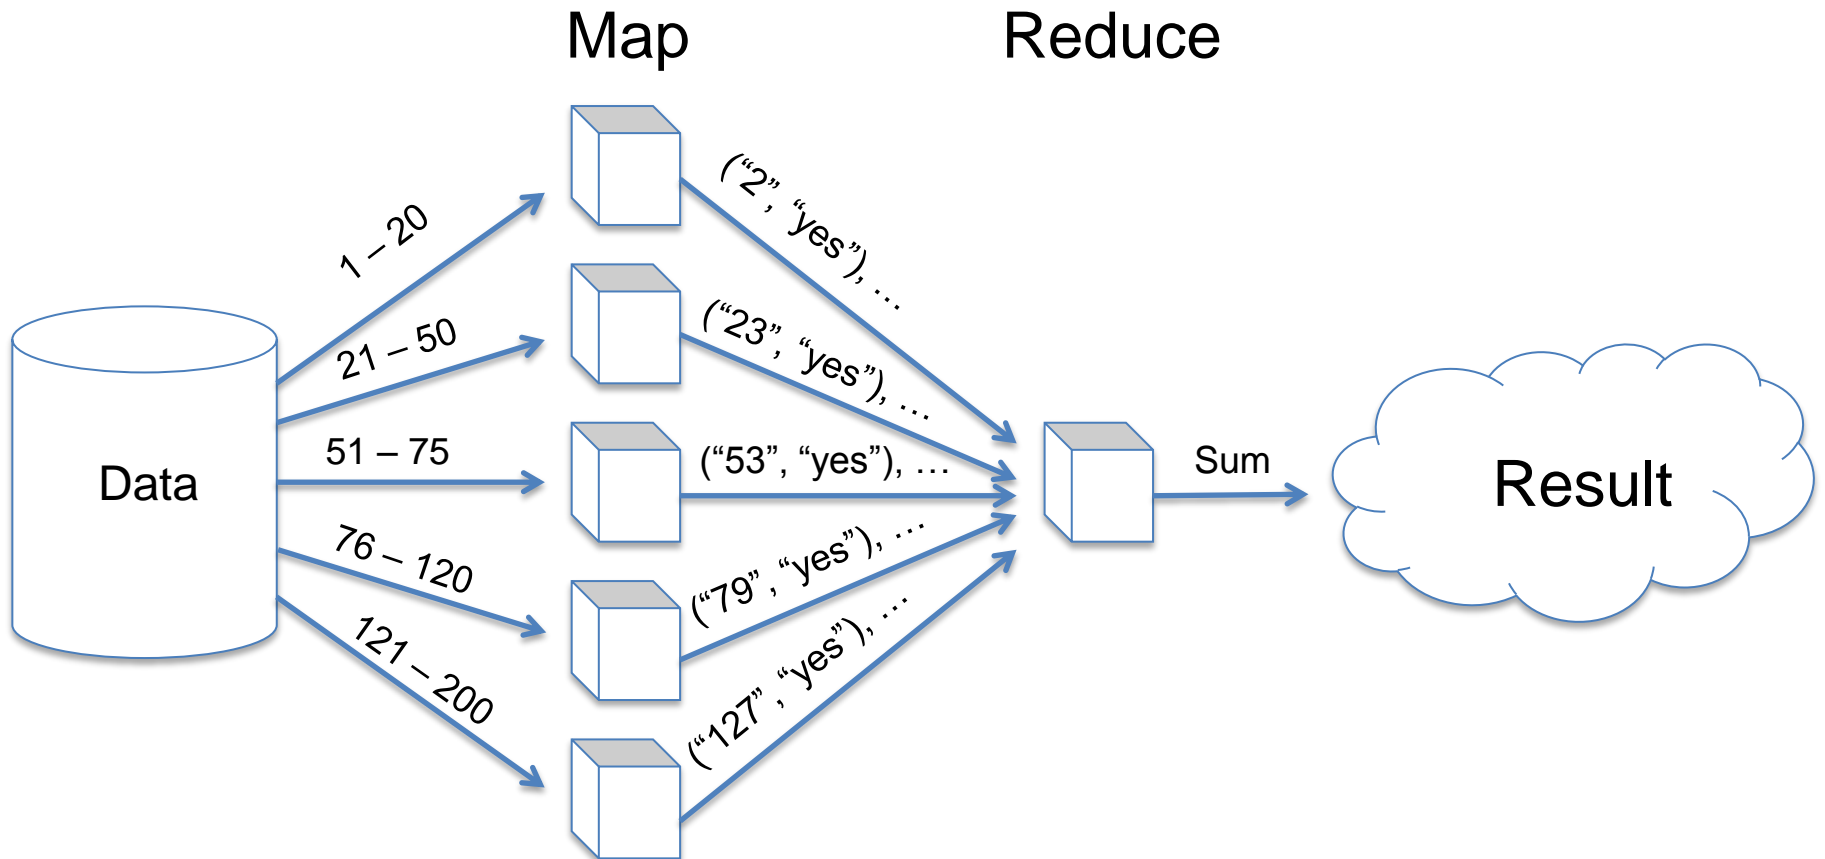 Map
Reduce
1 – 20
21 – 50
51 – 75
76 – 120
121 – 200
Data
(“2”, “yes”), …
(“23”, “yes”), …
(“53”, “yes”), …
(“79”, “yes”), …
(“127”, “yes”), …
Sum
Result